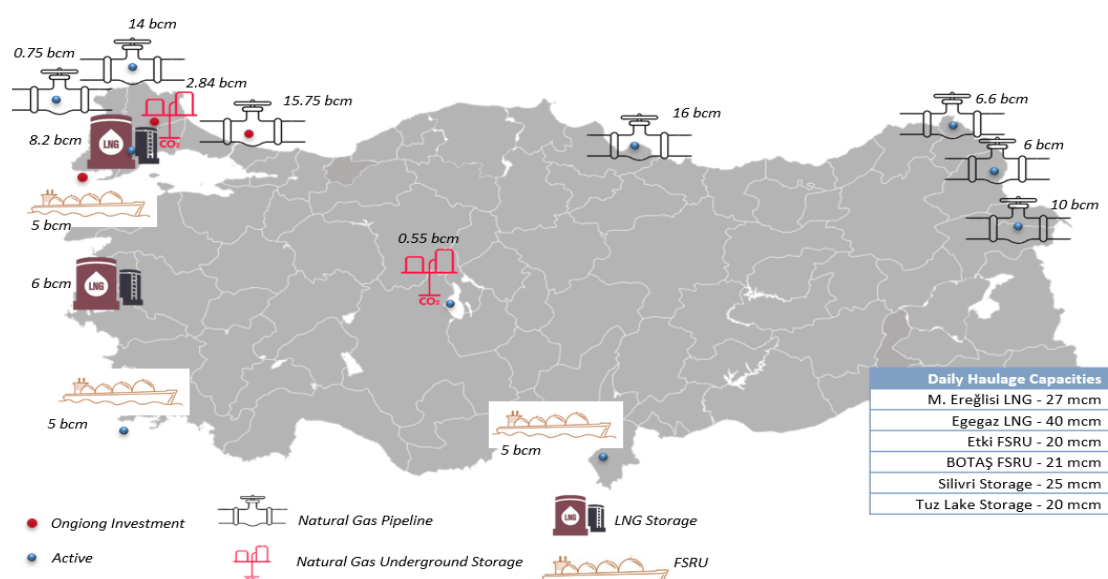 14 bcm
0.75 bcm
2.84 bcm
15.75 bcm
CO₂
8.2 bcm
LNG
5 bcm
16 bcm
6.6 bcm
6 bcm
10 bcm
0.55 bcm
CO₂
6 bcm
LNG
5 bcm
5 bcm
Daily Haulage Capacities
M. Ereğlisi LNG - 27 mcm
Egegaz LNG - 40 mcm
Etki FSRU - 20 mcm
BOTAŞ FSRU - 21 mcm
Silivri Storage - 25 mcm
Tuz Lake Storage - 20 mcm
Ongiong Investment
Natural Gas Pipeline
LNG
LNG Storage
Active
CO₂
Natural Gas Underground Storage
FSRU